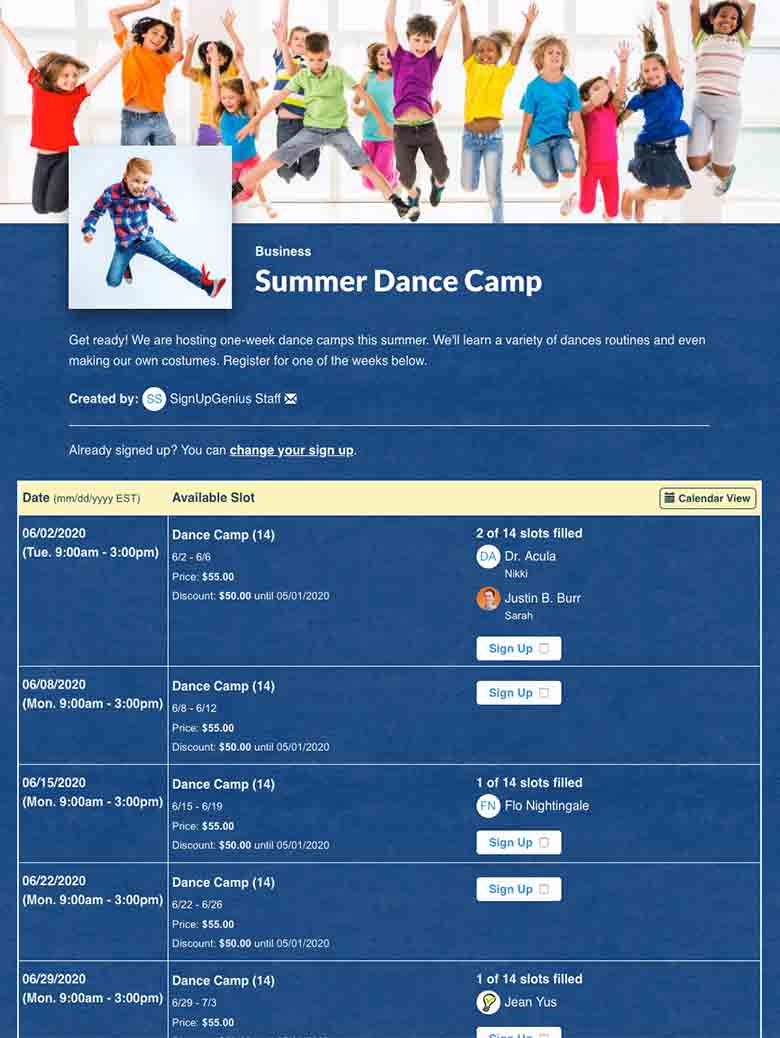 Business
Summer Dance Camp
Get ready! We are hosting one-week dance camps this summer. We'll learn a variety of dances routines and even
making our own costumes. Register for one of the weeks below.
Created by: SS SignUpGenius Staff
Already signed up? You can change your sign up.
Date (mm/dd/yyyy EST) Available Slot Calendar View
06/02/2020
(Tue. 9:00am - 3:00pm)
Dance Camp (14)
6/2 - 6/6
Price: $55.00
Discount: $50.00 until 05/01/2020
2 of 14 slots filled
DA Dr. Acula
Nikki
Justin B. Burr
Sarah
Sign Up
06/08/2020
(Mon. 9:00am - 3:00pm)
Dance Camp (14)
6/8 - 6/12
Price: $55.00
Discount: $50.00 until 05/01/2020
Sign Up
06/15/2020
(Mon. 9:00am - 3:00pm)
Dance Camp (14)
6/15 - 6/19
Price: $55.00
Discount: $50.00 until 05/01/2020
1 of 14 slots filled
FN Flo Nightingale
Sign Up
06/22/2020
(Mon. 9:00am - 3:00pm)
Dance Camp (14)
6/22 - 6/26
Price: $55.00
Discount: $50.00 until 05/01/2020
Sign Up
06/29/2020
(Mon. 9:00am - 3:00pm)
Dance Camp (14)
6/29 - 7/3
Price: $55.00
1 of 14 slots filled
Jean Yus
Sign Up